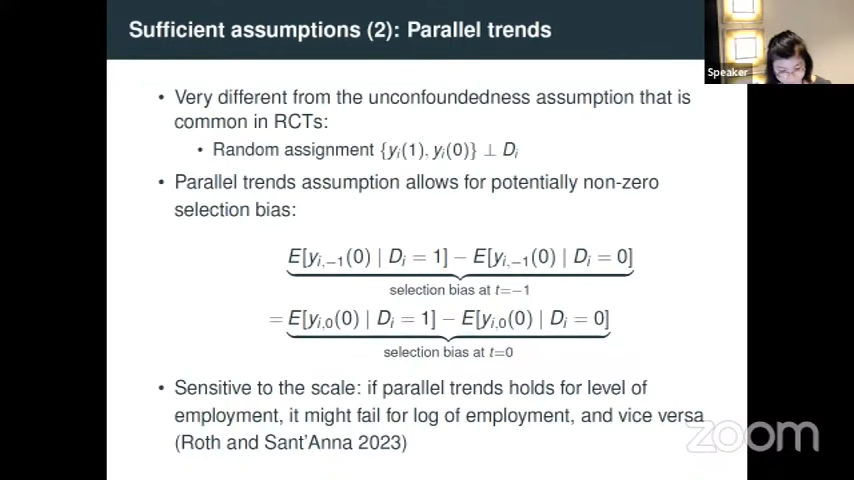 Sufficient assumptions (2): Parallel trends
Speaker
• Very different from the unconfoundedness assumption that is
common in RCTs:
• Random assignment {yᵢ(1), yᵢ(0)} ⊥ Dᵢ
• Parallel trends assumption allows for potentially non-zero
selection bias:
E[yᵢ,₋₁(0) | Dᵢ = 1] − E[yᵢ,₋₁(0) | Dᵢ = 0]
selection bias at t=−1
= E[yᵢ,₀(0) | Dᵢ = 1] − E[yᵢ,₀(0) | Dᵢ = 0]
selection bias at t=0
• Sensitive to the scale: if parallel trends holds for level of
employment, it might fail for log of employment, and vice versa
(Roth and Sant'Anna 2023)
zoom